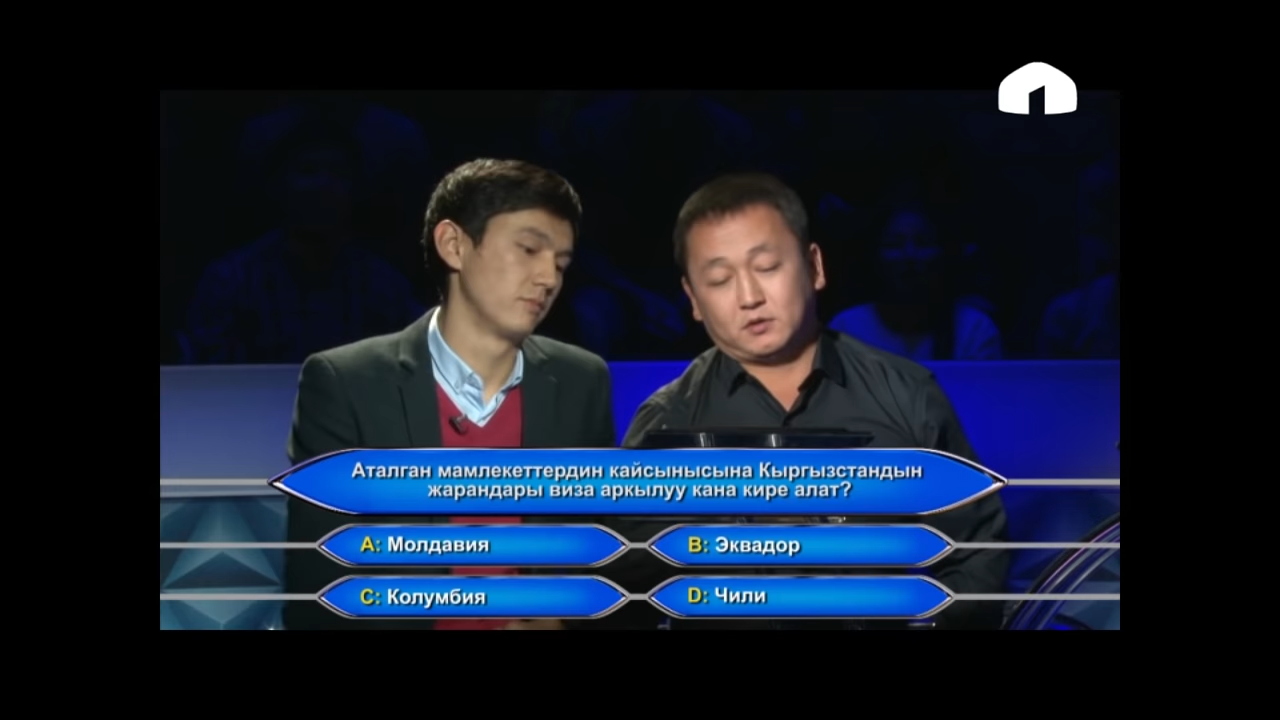 Аталган мамлекеттердин кайсынысына Кыргызстандын
жарандары виза аркылуу кана кире алат?
A: Молдавия
B: Эквадор
C: Колумбия
D: Чили